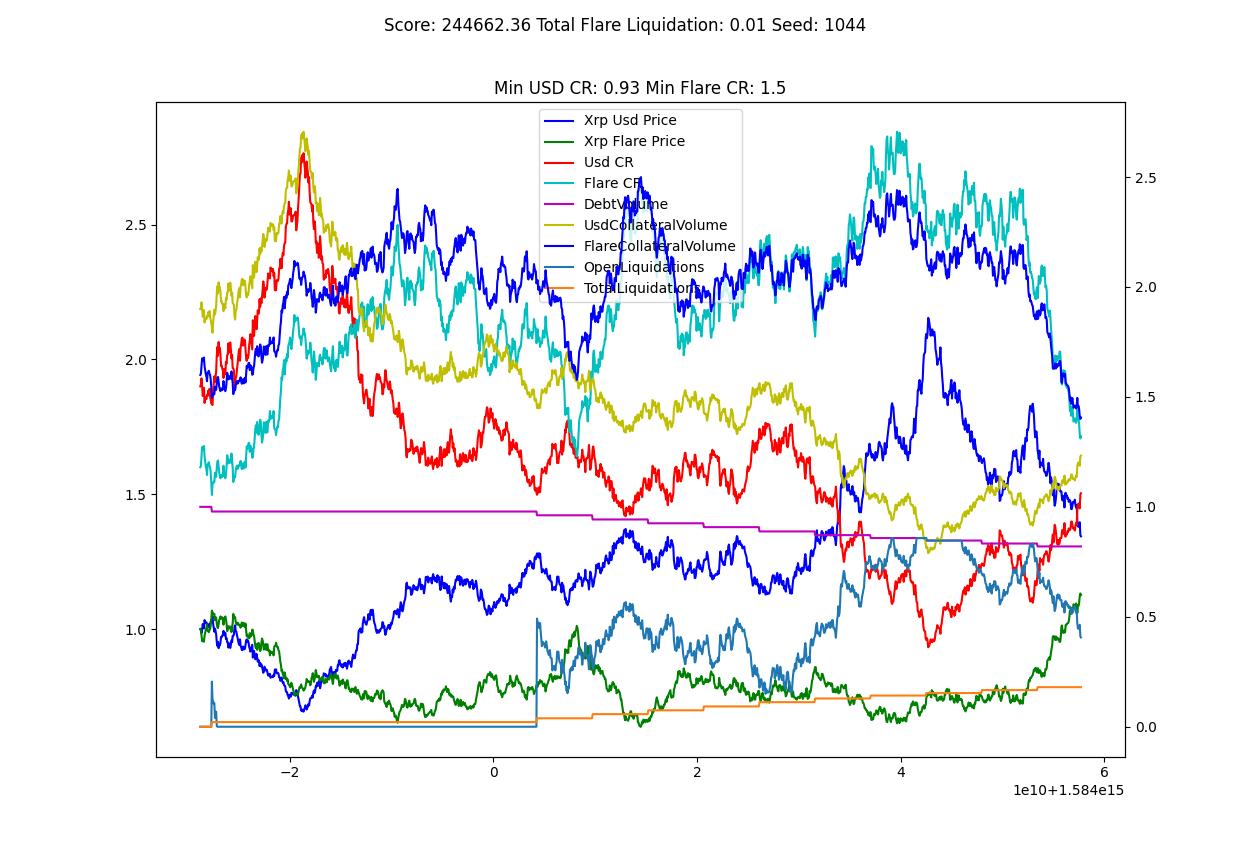 Score: 244662.36 Total Flare Liquidation: 0.01 Seed: 1044
Min USD CR: 0.93 Min Flare CR: 1.5
Xrp Usd Price
Xrp Flare Price
Usd CR
Flare CR
DebtVolume
UsdCollateralVolume
FlareCollateralVolume
OpenLiquidations
TotalLiquidations
2.5
2.0
1.5
1.0
2.5
2.0
1.5
1.0
0.5
0.0
−2
0
2
4
6
1e10+1.584e15